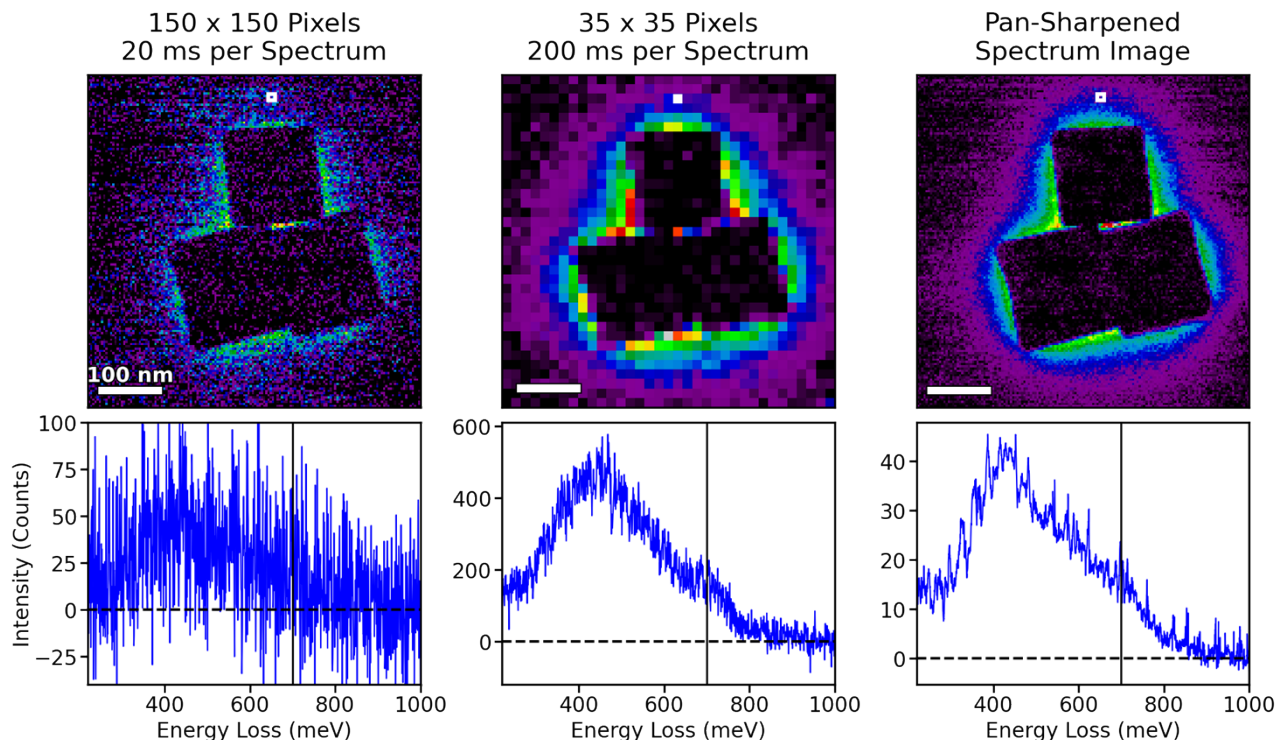 150 x 150 Pixels
20 ms per Spectrum
35 x 35 Pixels
200 ms per Spectrum
Pan-Sharpened
Spectrum Image
100 nm
Intensity (Counts)
100
75
50
25
0
−25
400
600
800
1000
Energy Loss (meV)
600
400
200
0
400
600
800
1000
Energy Loss (meV)
40
30
20
10
0
400
600
800
1000
Energy Loss (meV)